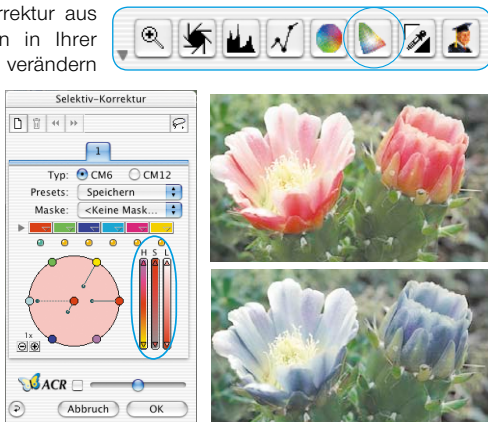 rrektur aus
n in Ihrer
verändern
Selektiv-Korrektur
1
Typ: CM6 CM12
Presets: Speichern
Maske: <Keine Mask...
H S L
1x
ACR
Abbruch OK